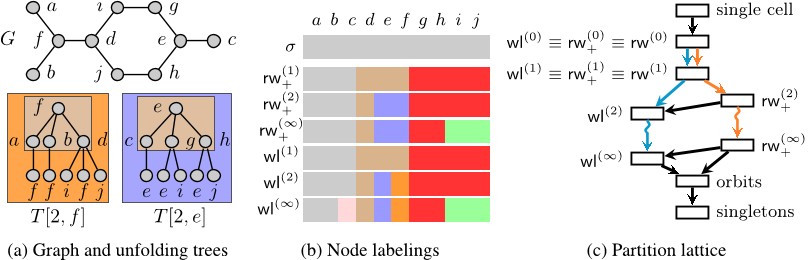 a i g
G f d e c
b j h
f
a b d
f f i f j
T[2, f]
e
c g h
e e i e j
T[2, e]
(a) Graph and unfolding trees
a b c d e f g h i j
σ
rw₊⁽¹⁾
rw₊⁽²⁾
rw₊⁽∞⁾
wl⁽¹⁾
wl⁽²⁾
wl⁽∞⁾
(b) Node labelings
single cell
wl⁽⁰⁾ ≡ rw₊⁽⁰⁾ ≡ rw⁽⁰⁾
wl⁽¹⁾ ≡ rw₊⁽¹⁾ ≡ rw⁽¹⁾
rw₊⁽²⁾
wl⁽²⁾
rw₊⁽∞⁾
wl⁽∞⁾
orbits
singletons
(c) Partition lattice